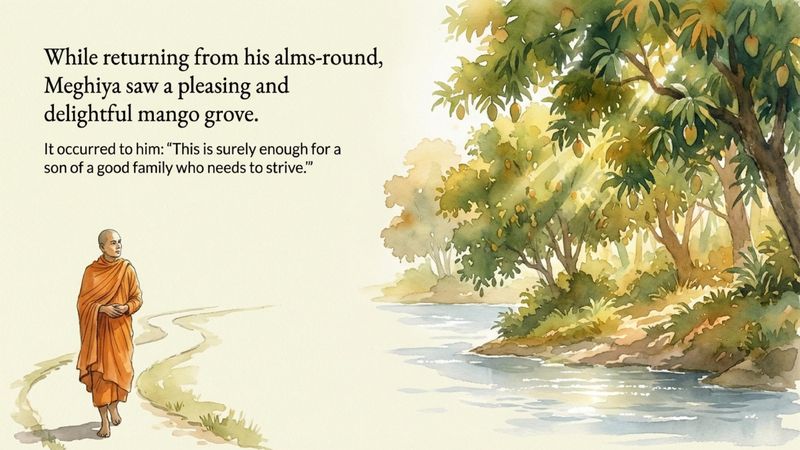 While returning from his alms-round,
Meghiya saw a pleasing and
delightful mango grove.
It occurred to him: “This is surely enough for a
son of a good family who needs to strive.’”